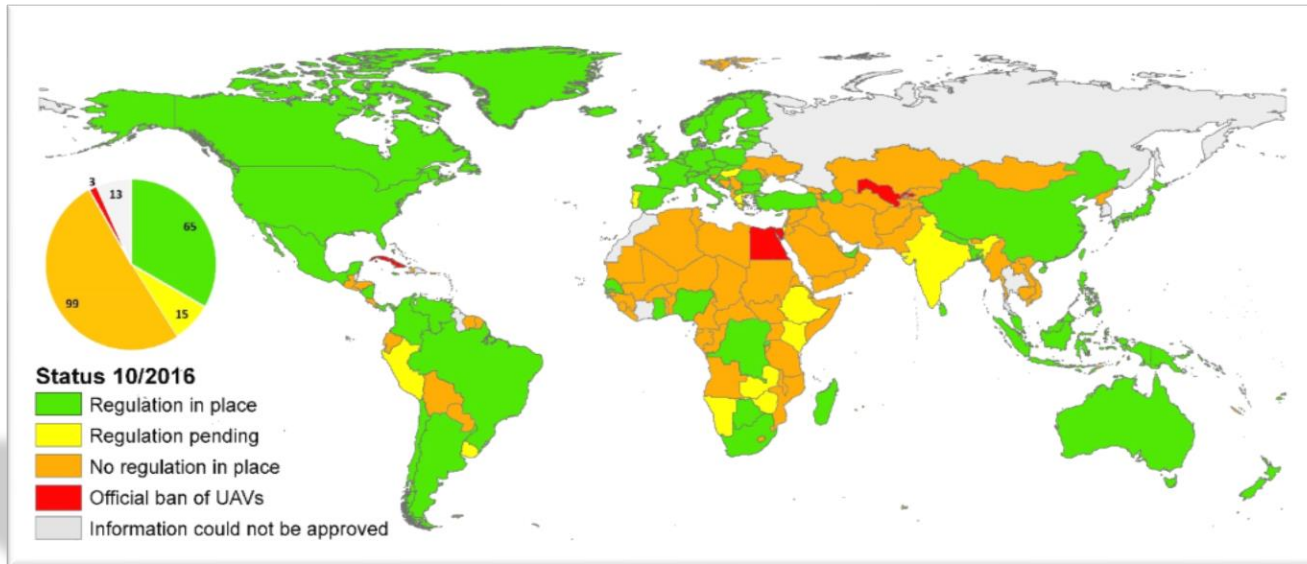 3
13
65
99
15
Status 10/2016
Regulation in place
Regulation pending
No regulation in place
Official ban of UAVs
Information could not be approved